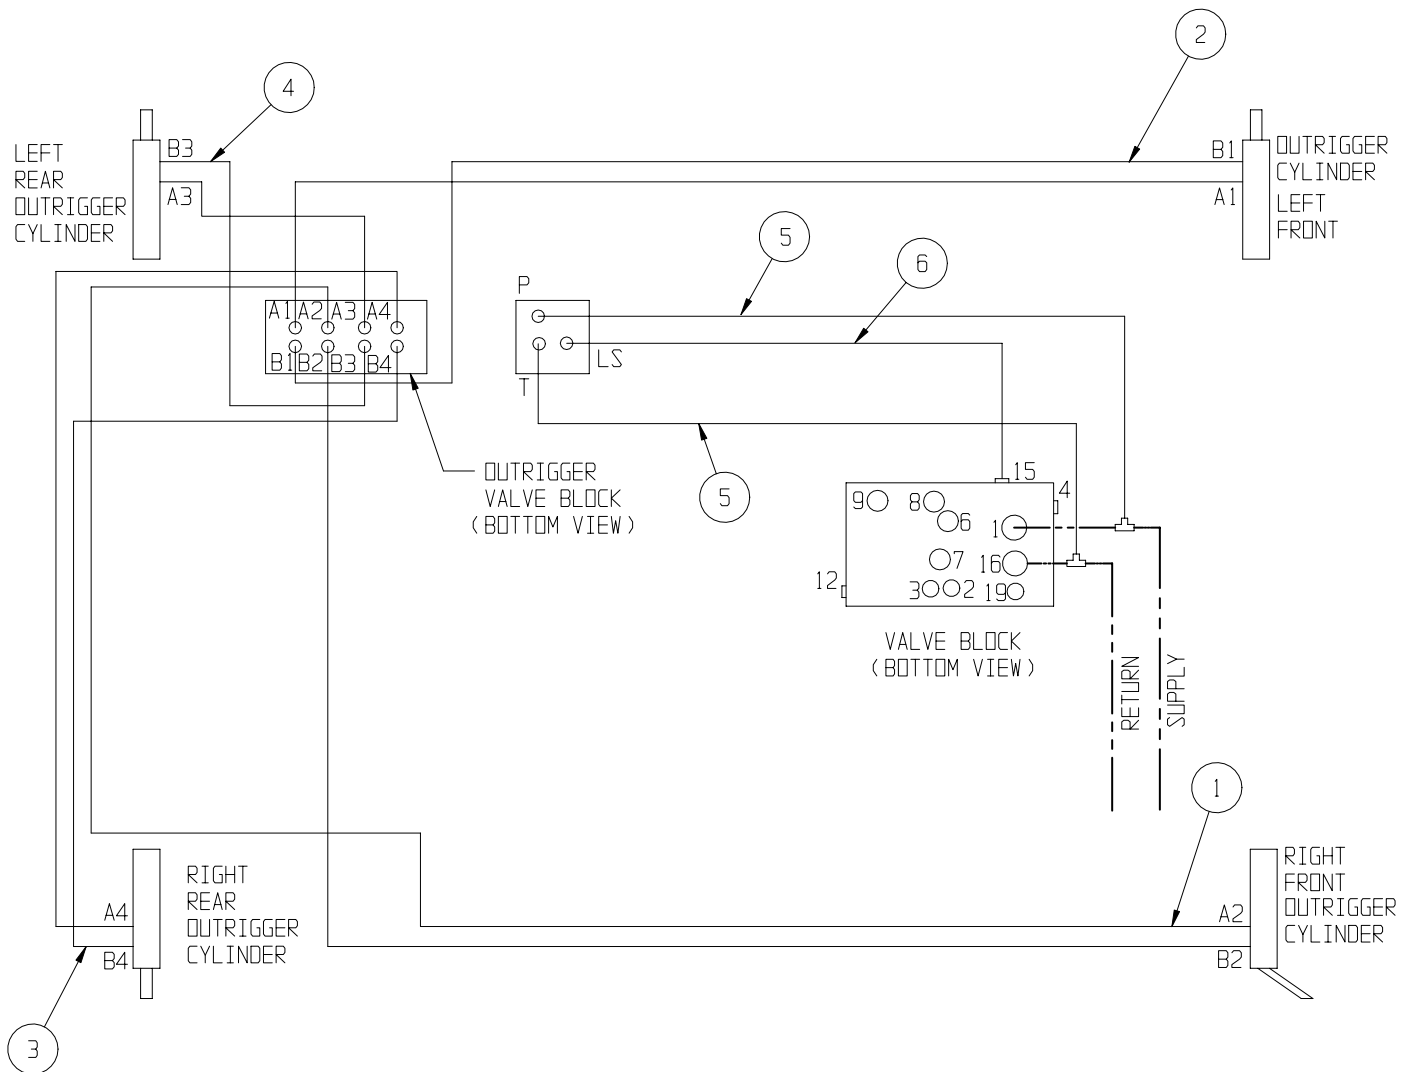 2
4
LEFT
REAR
OUTRIGGER
CYLINDER
B3
A3
B1
A1
OUTRIGGER
CYLINDER
LEFT
FRONT
5
6
A1 A2 A3 A4
B1 B2 B3 B4
P
LS
T
OUTRIGGER
VALVE BLOCK
(BOTTOM VIEW)
5
15
4
9
8
6
1
7
16
12
3
2
19
VALVE BLOCK
(BOTTOM VIEW)
RETURN
SUPPLY
1
A4
B4
RIGHT
REAR
OUTRIGGER
CYLINDER
A2
B2
RIGHT
FRONT
OUTRIGGER
CYLINDER
3